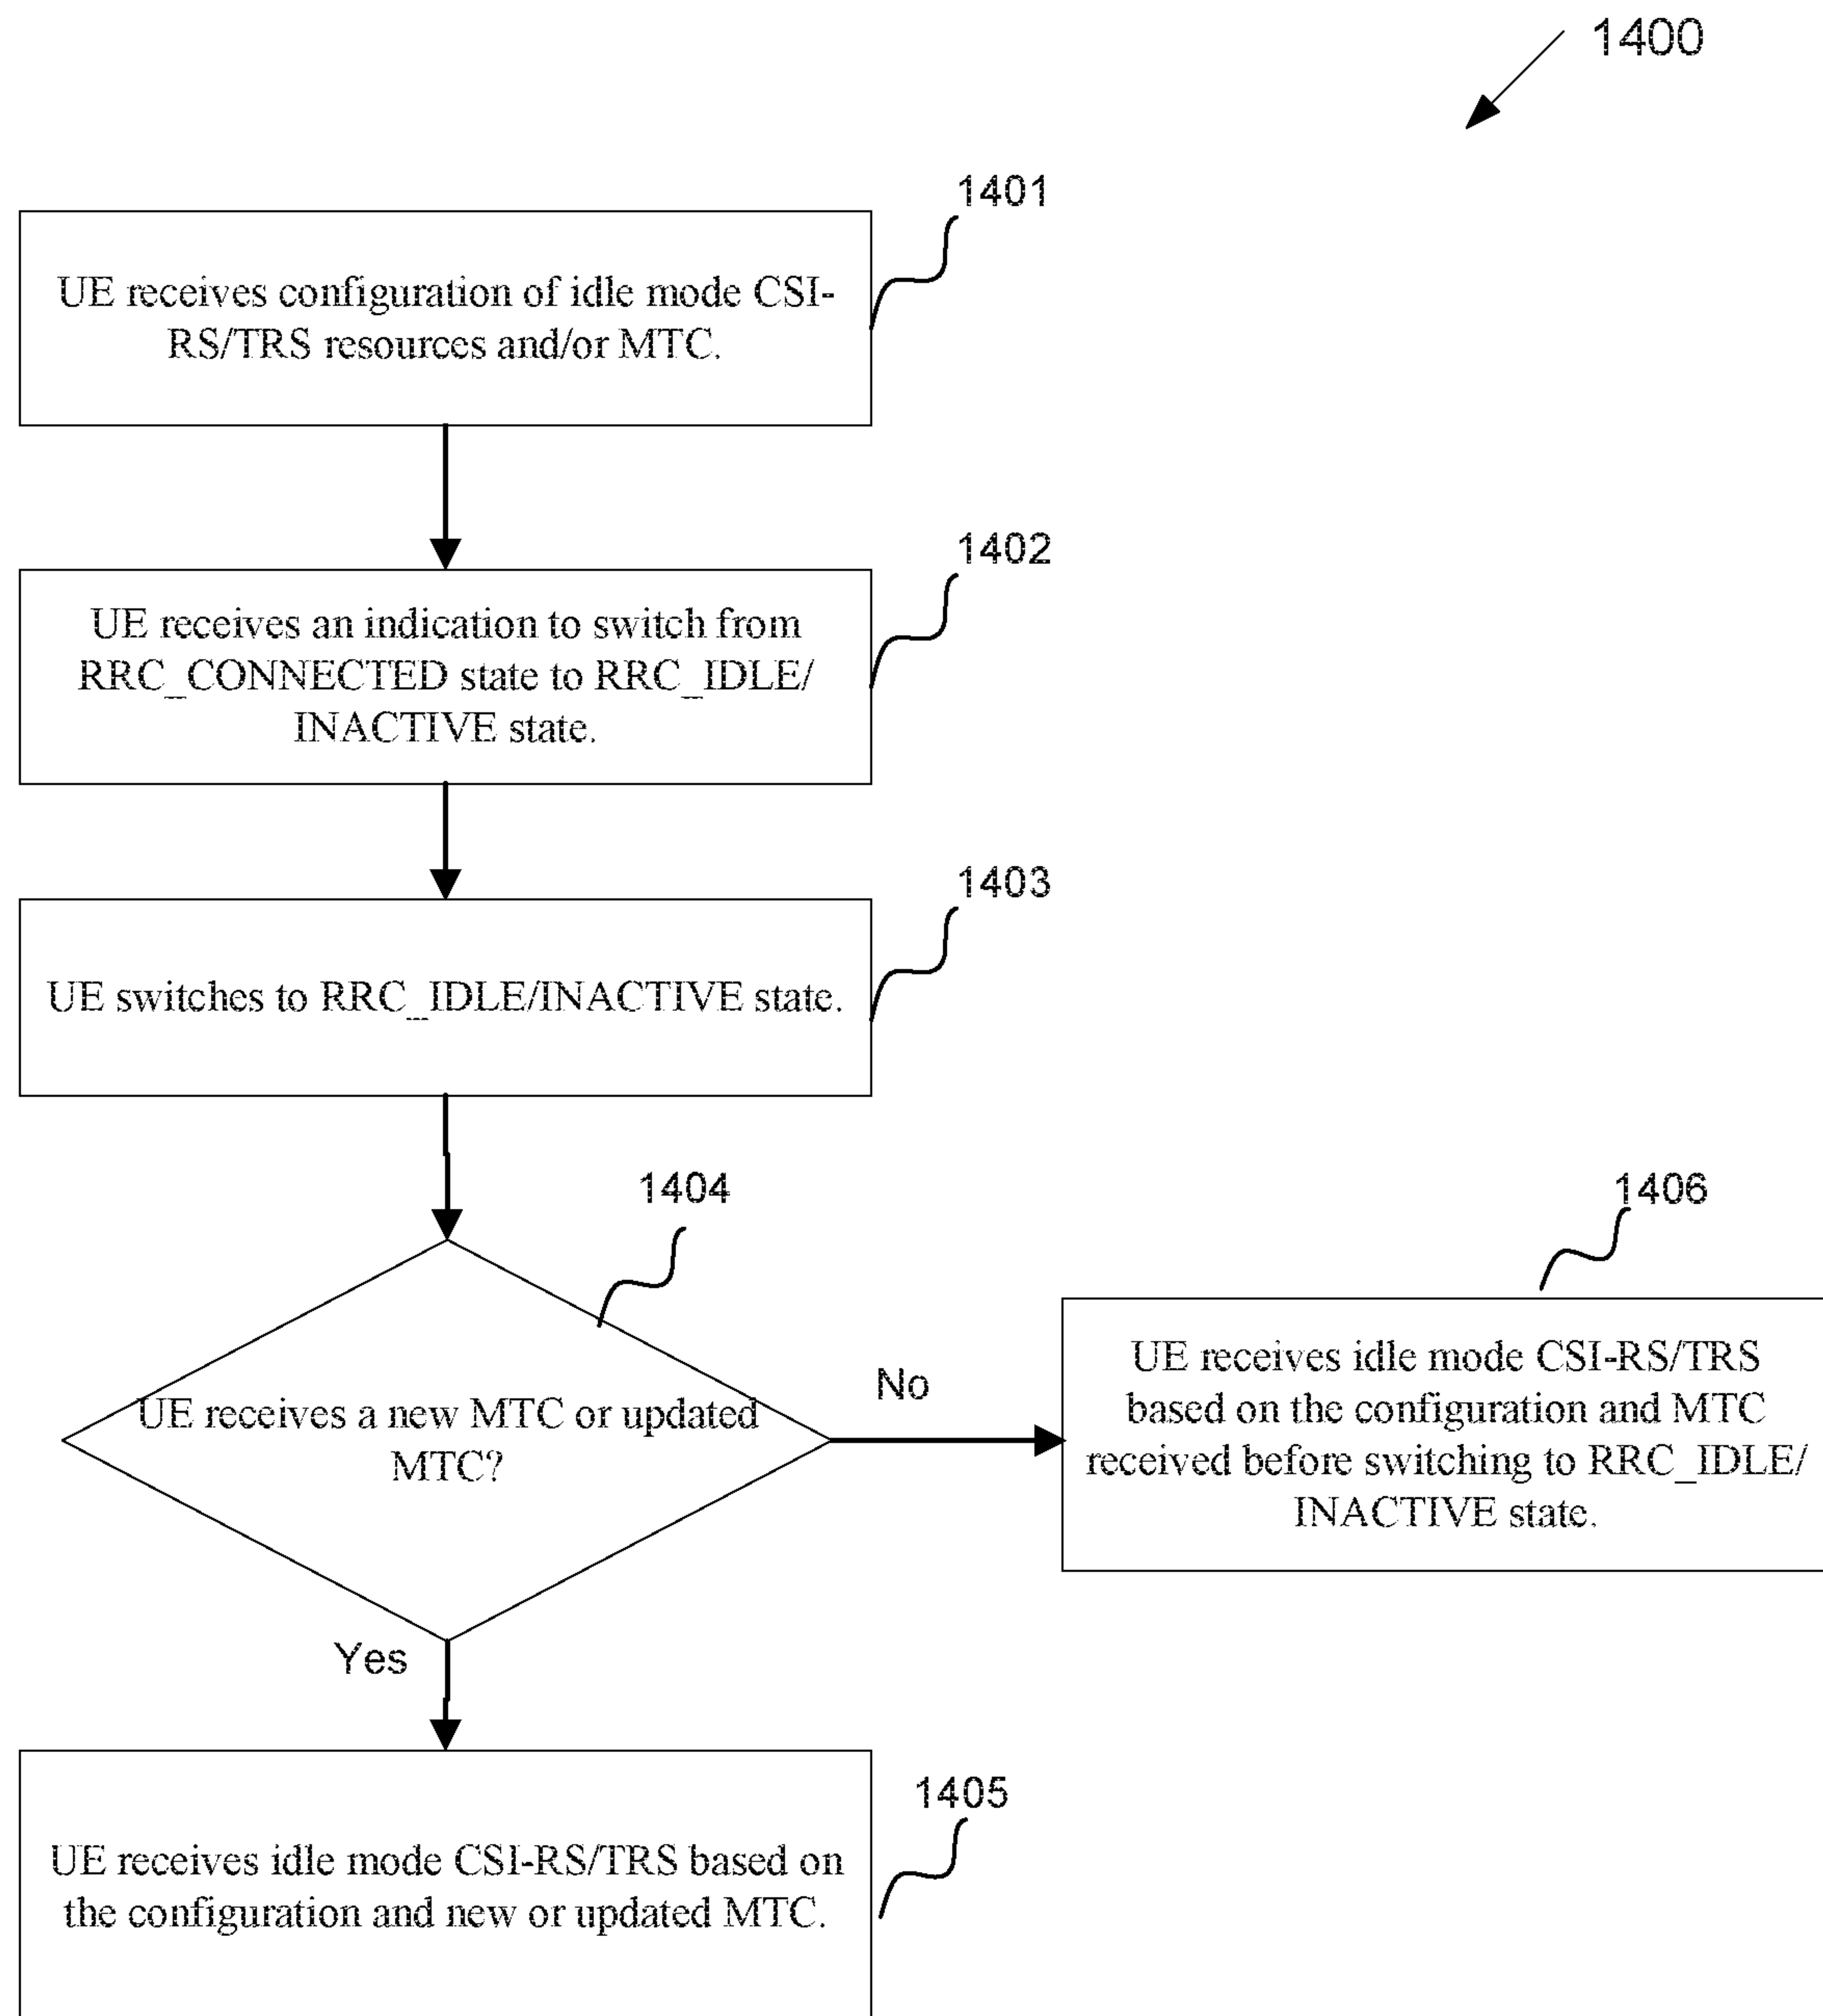 1400
1401
UE receives configuration of idle mode CSI-
RS/TRS resources and/or MTC.
1402
UE receives an indication to switch from
RRC_CONNECTED state to RRC_IDLE/
INACTIVE state.
1403
UE switches to RRC_IDLE/INACTIVE state.
1404
UE receives a new MTC or updated
MTC?
No
1406
UE receives idle mode CSI-RS/TRS
based on the configuration and MTC
received before switching to RRC_IDLE/
INACTIVE state.
Yes
1405
UE receives idle mode CSI-RS/TRS based on
the configuration and new or updated MTC.